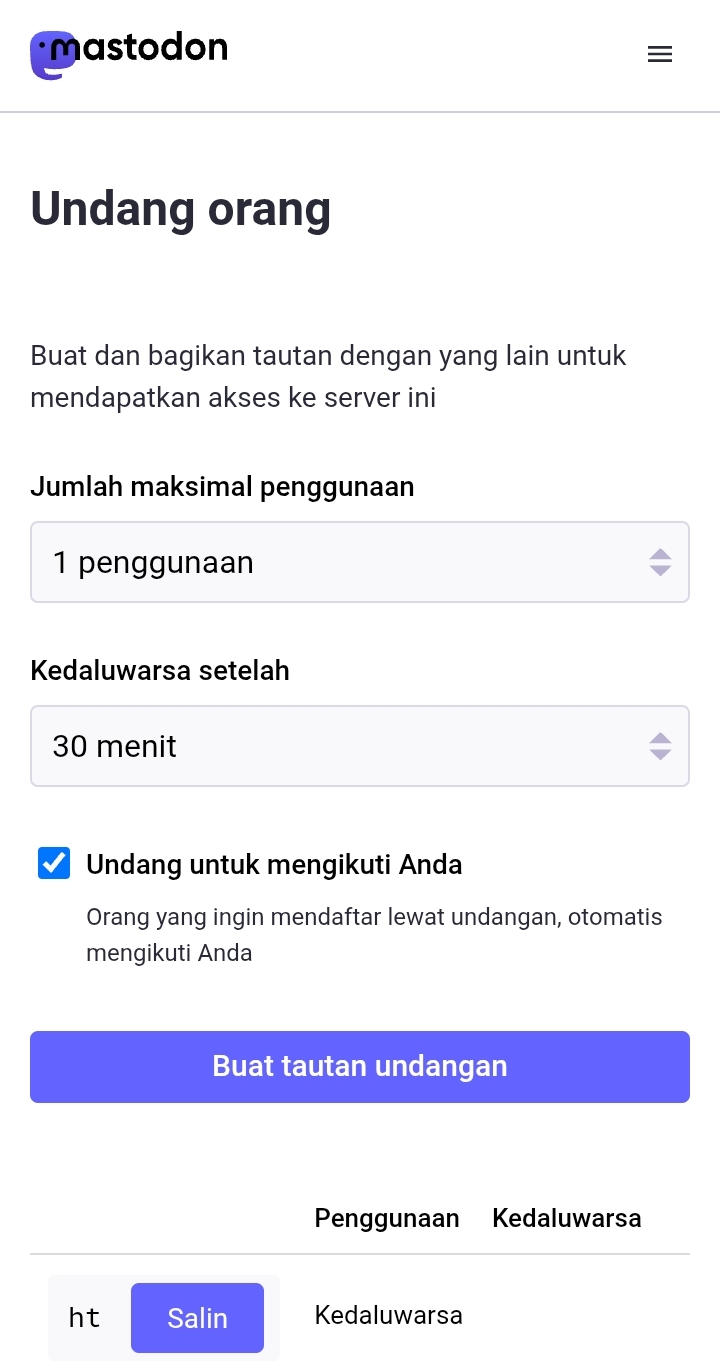 mastodon
Undang orang
Buat dan bagikan tautan dengan yang lain untuk
mendapatkan akses ke server ini
Jumlah maksimal penggunaan
1 penggunaan
Kedaluwarsa setelah
30 menit
Undang untuk mengikuti Anda
Orang yang ingin mendaftar lewat undangan, otomatis
mengikuti Anda
Buat tautan undangan
Penggunaan Kedaluwarsa
ht Salin Kedaluwarsa